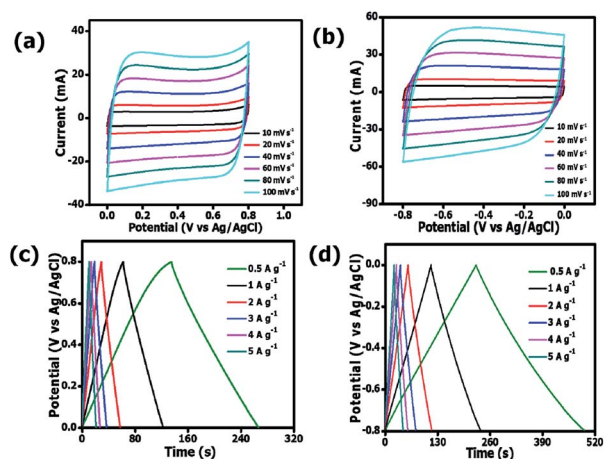 (a)
Current (mA)
40
20
0
-20
-40
10 mV s⁻¹
20 mV s⁻¹
40 mV s⁻¹
60 mV s⁻¹
80 mV s⁻¹
100 mV s⁻¹
0.0 0.2 0.4 0.6 0.8 1.0
Potential (V vs Ag/AgCl)
(b)
Current (mA)
60
30
0
-30
-60
-90
10 mV s⁻¹
20 mV s⁻¹
40 mV s⁻¹
60 mV s⁻¹
80 mV s⁻¹
100 mV s⁻¹
-0.8 -0.6 -0.4 -0.2 0.0
Potential (V vs Ag/AgCl)
(c)
Potential (V vs Ag/AgCl)
0.8
0.4
0.0
0.5 A g⁻¹
1 A g⁻¹
2 A g⁻¹
3 A g⁻¹
4 A g⁻¹
5 A g⁻¹
0 80 160 240 320
Time (s)
(d)
Potential (V vs Ag/AgCl)
0.0
-0.2
-0.4
-0.6
-0.8
0.5 A g⁻¹
1 A g⁻¹
2 A g⁻¹
3 A g⁻¹
4 A g⁻¹
5 A g⁻¹
0 130 260 390 520
Time (s)